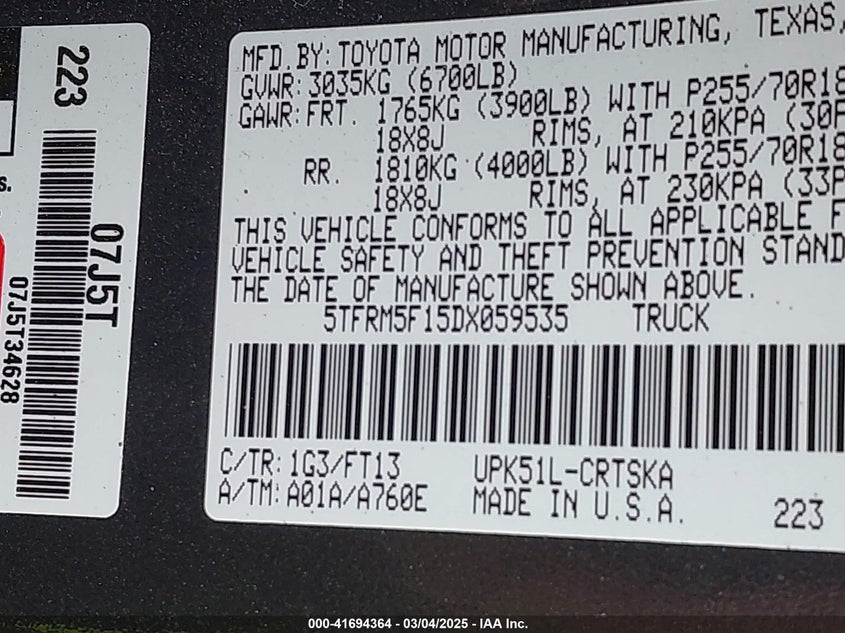 MFD. BY: TOYOTA MOTOR MANUFACTURING, TEXAS,
GVWR: 3035KG (6700LB)
GAWR: FRT. 1765KG (3900LB) WITH P255/70R18
18X8J RIMS, AT 210KPA (30P
RR. 1810KG (4000LB) WITH P255/70R18
18X8J RIMS, AT 230KPA (33P
THIS VEHICLE CONFORMS TO ALL APPLICABLE F
VEHICLE SAFETY AND THEFT PREVENTION STAND
THE DATE OF MANUFACTURE SHOWN ABOVE.
5TFRM5F15DX059535 TRUCK
C/TR: 1G3/FT13 UPK51L-CRTSKA
A/TM: A01A/A760E MADE IN U.S.A. 223
223
07J5T
07J5T34628
s.
000-41694364 - 03/04/2025 - IAA Inc.